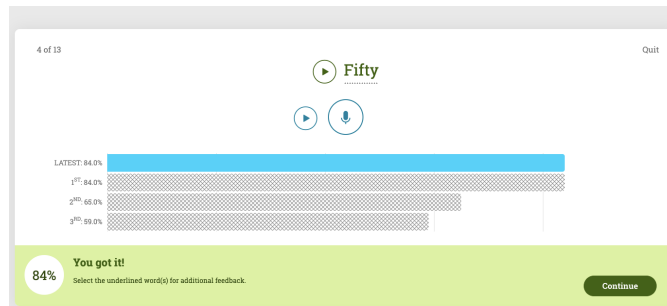 4 of 13
Quit
Fifty
LATEST: 84.0%
1ST: 84.0%
2ND: 65.0%
3RD: 59.0%
84%
You got it!
Select the underlined word(s) for additional feedback.
Continue